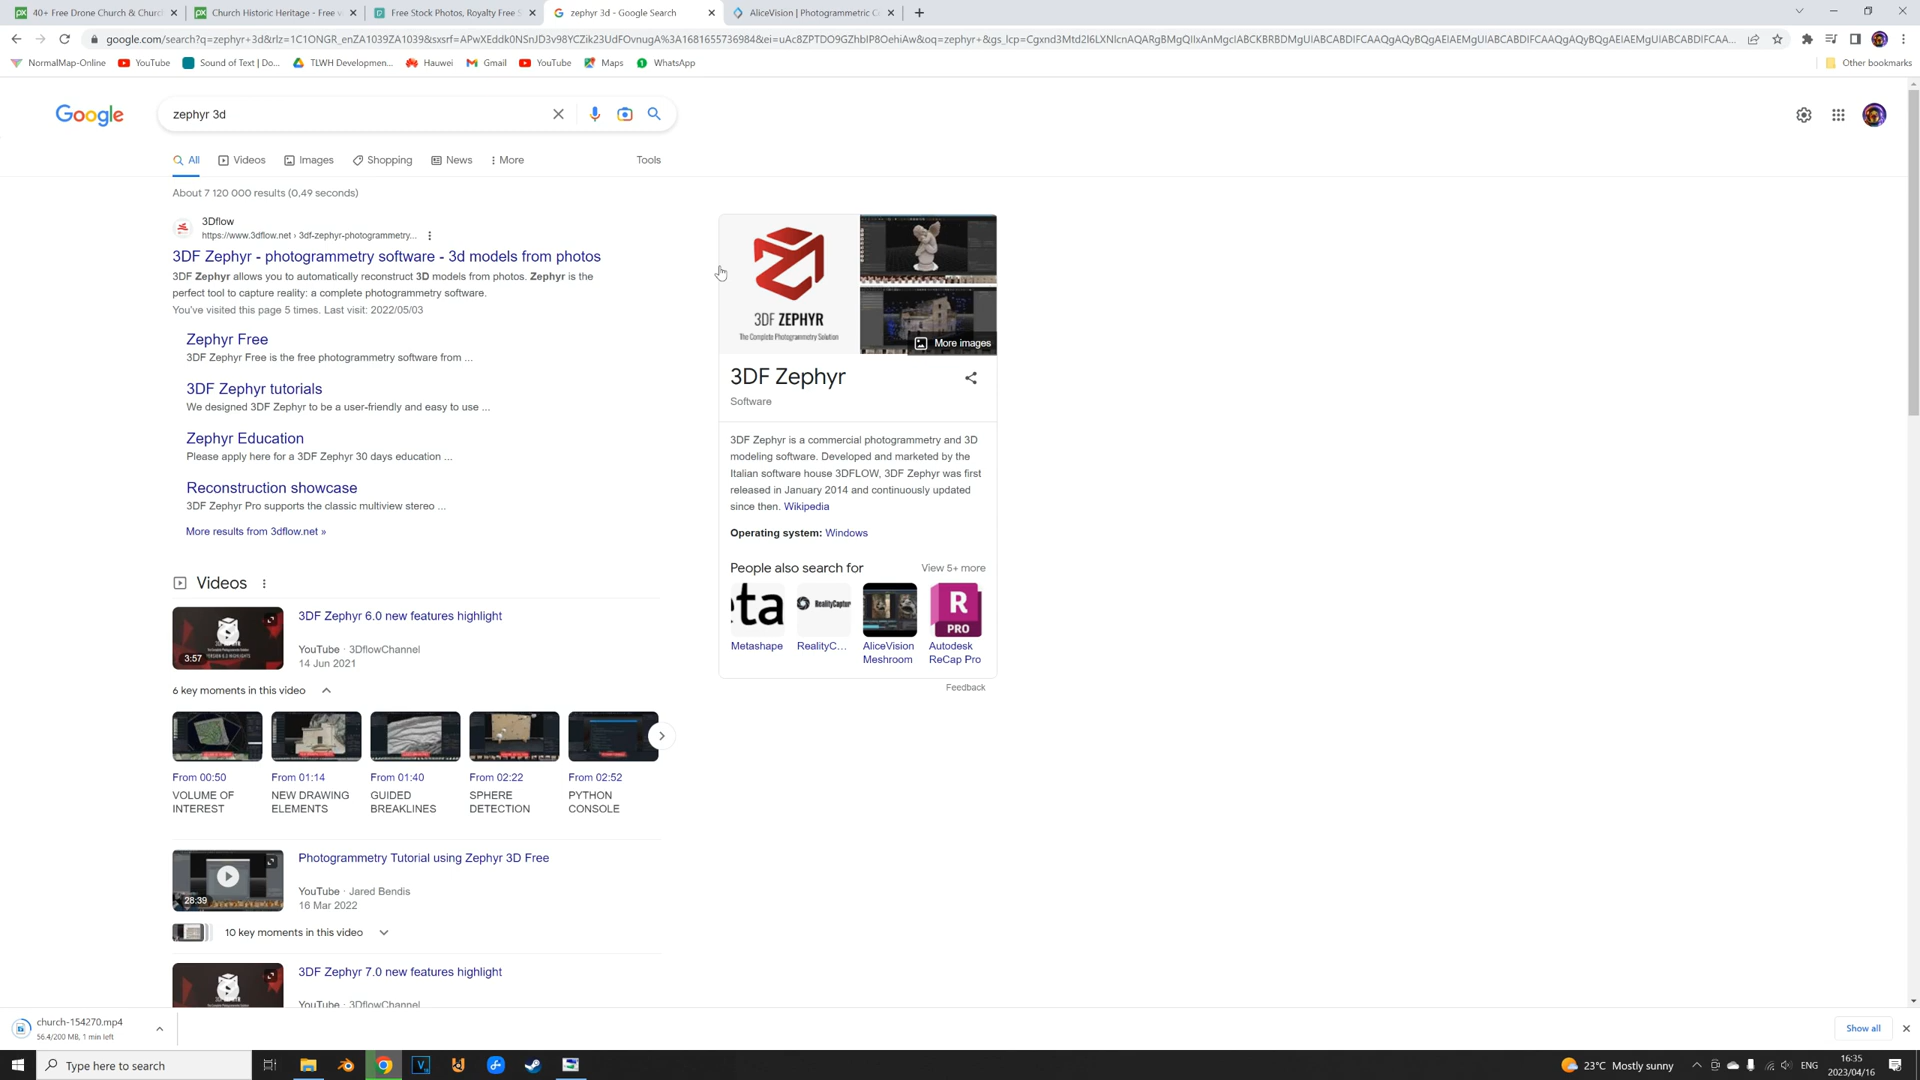 40+ Free Drone Church & Churc
Church Historic Heritage - Free v
Free Stock Photos, Royalty Free S
zephyr 3d - Google Search
AliceVision | Photogrammetric C
NormalMap-Online
YouTube
Sound of Text | Do...
TLWH Developmen...
Hauwei
Gmail
YouTube
Maps
WhatsApp
Other bookmarks
Google
zephyr 3d
All
Videos
Images
Shopping
News
More
Tools
About 7 120 000 results (0,49 seconds)
3Dflow
https://www.3dflow.net › 3df-zephyr-photogrammetry...
3DF Zephyr - photogrammetry software - 3d models from photos
3DF Zephyr allows you to automatically reconstruct 3D models from photos. Zephyr is the
perfect tool to capture reality: a complete photogrammetry software.
You've visited this page 5 times. Last visit: 2022/05/03
Zephyr Free
3DF Zephyr Free is the free photogrammetry software from ...
3DF Zephyr tutorials
We designed 3DF Zephyr to be a user-friendly and easy to use ...
Zephyr Education
Please apply here for a 3DF Zephyr 30 days education ...
Reconstruction showcase
3DF Zephyr Pro supports the classic multiview stereo ...
More results from 3dflow.net »
Videos
3DF Zephyr 6.0 new features highlight
3:57
YouTube · 3DflowChannel
14 Jun 2021
6 key moments in this video
From 00:50
VOLUME OF
INTEREST
From 01:14
NEW DRAWING
ELEMENTS
From 01:40
GUIDED
BREAKLINES
From 02:22
SPHERE
DETECTION
From 02:52
PYTHON
CONSOLE
Photogrammetry Tutorial using Zephyr 3D Free
28:39
YouTube · Jared Bendis
16 Mar 2022
10 key moments in this video
3DF Zephyr 7.0 new features highlight
YouTube · 3DflowChannel
3DF ZEPHYR
The Complete Photogrammetry Solution
More images
3DF Zephyr
Software
3DF Zephyr is a commercial photogrammetry and 3D
modeling software. Developed and marketed by the
Italian software house 3DFLOW, 3DF Zephyr was first
released in January 2014 and continuously updated
since then. Wikipedia
Operating system: Windows
People also search for
View 5+ more
Metashape
RealityC...
AliceVision
Meshroom
Autodesk
ReCap Pro
R
PRO
Feedback
church-154270.mp4
56.4/200 MB, 1 min left
Show all
Type here to search
23°C Mostly sunny
ENG
16:35
2023/04/16